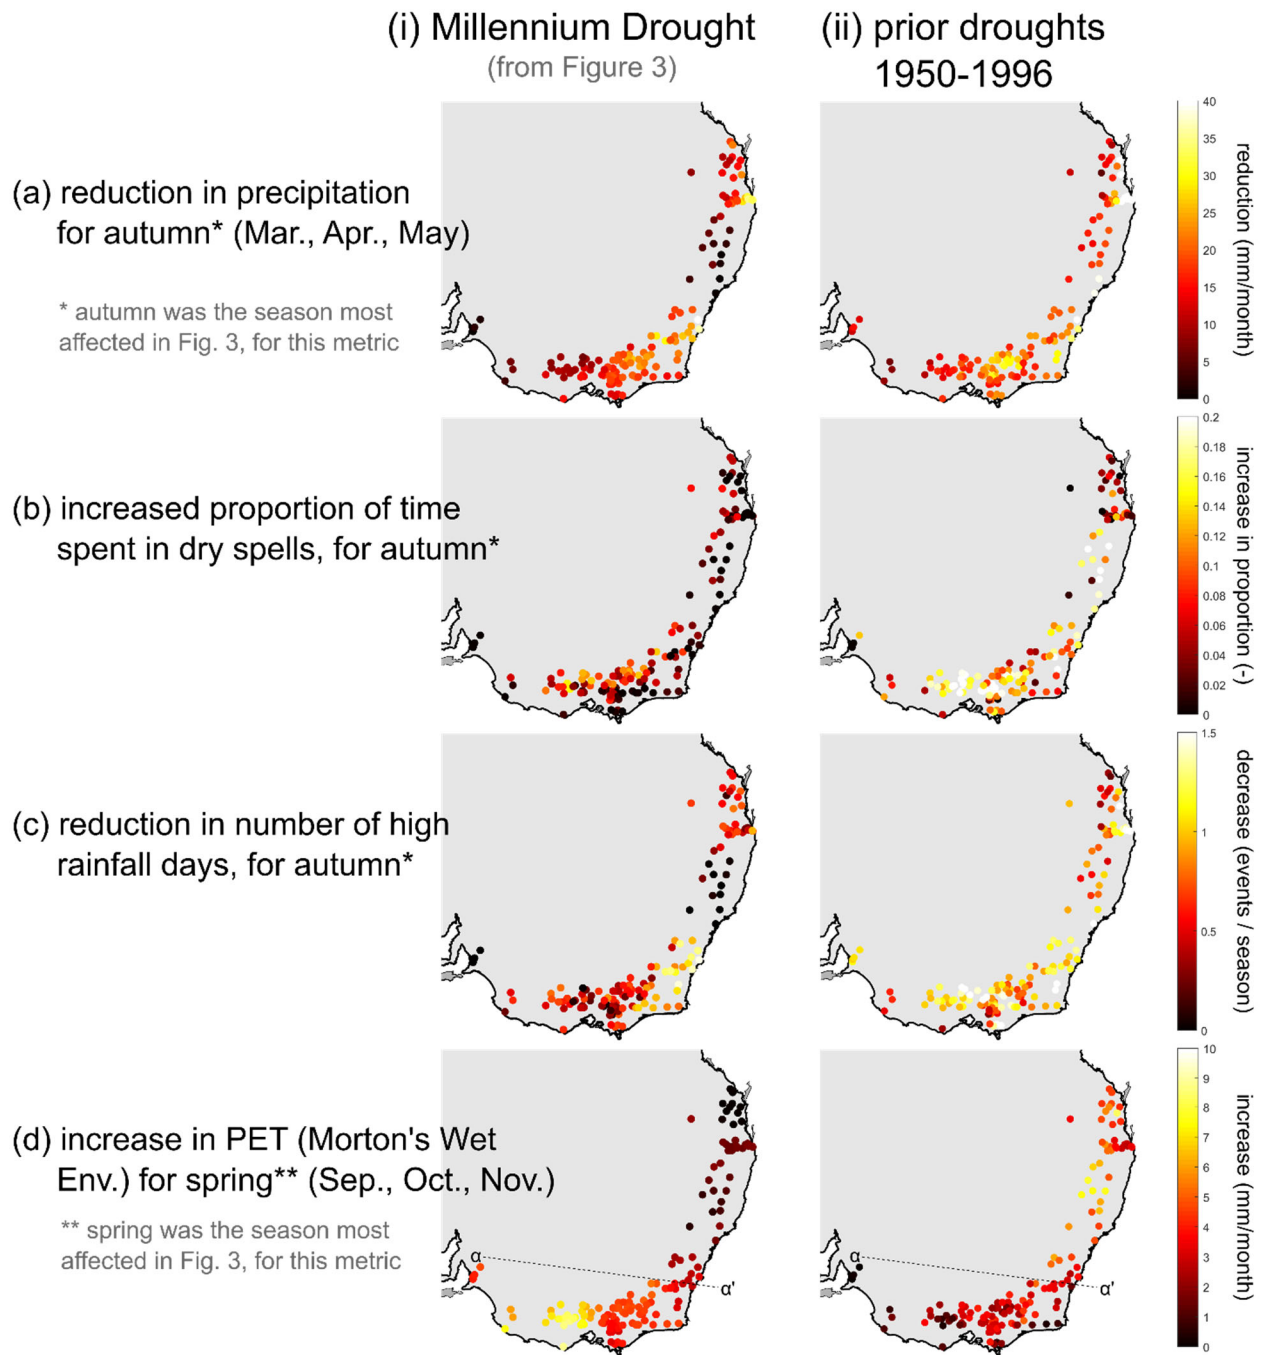 (i) Millennium Drought
(from Figure 3)
(ii) prior droughts
1950-1996
(a) reduction in precipitation
for autumn* (Mar., Apr., May)
* autumn was the season most
affected in Fig. 3, for this metric
40
35
30
25
20
15
10
5
0
reduction (mm/month)
(b) increased proportion of time
spent in dry spells, for autumn*
0.2
0.18
0.16
0.14
0.12
0.1
0.08
0.06
0.04
0.02
0
increase in proportion (-)
(c) reduction in number of high
rainfall days, for autumn*
1.5
1
0.5
0
decrease (events / season)
(d) increase in PET (Morton's Wet
Env.) for spring** (Sep., Oct., Nov.)
** spring was the season most
affected in Fig. 3, for this metric
α
α'
α
α'
10
9
8
7
6
5
4
3
2
1
0
increase (mm/month)